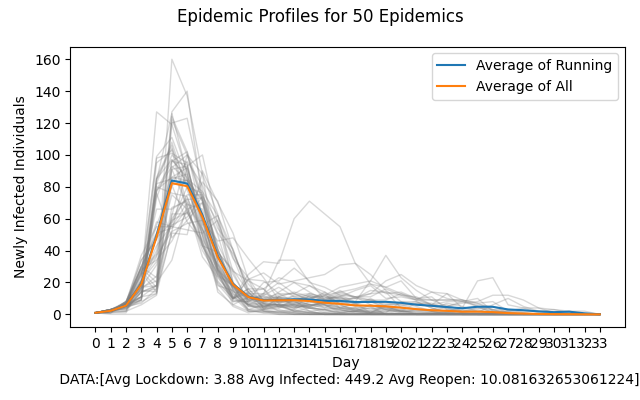 Epidemic Profiles for 50 Epidemics
Average of Running
Average of All
160
140
120
100
80
60
40
20
0
Newly Infected Individuals
0 1 2 3 4 5 6 7 8 9 10 11 12 13 14 15 16 17 18 19 20 21 22 23 24 25 26 27 28 29 30 31 32 33
Day
DATA:[Avg Lockdown: 3.88 Avg Infected: 449.2 Avg Reopen: 10.081632653061224]